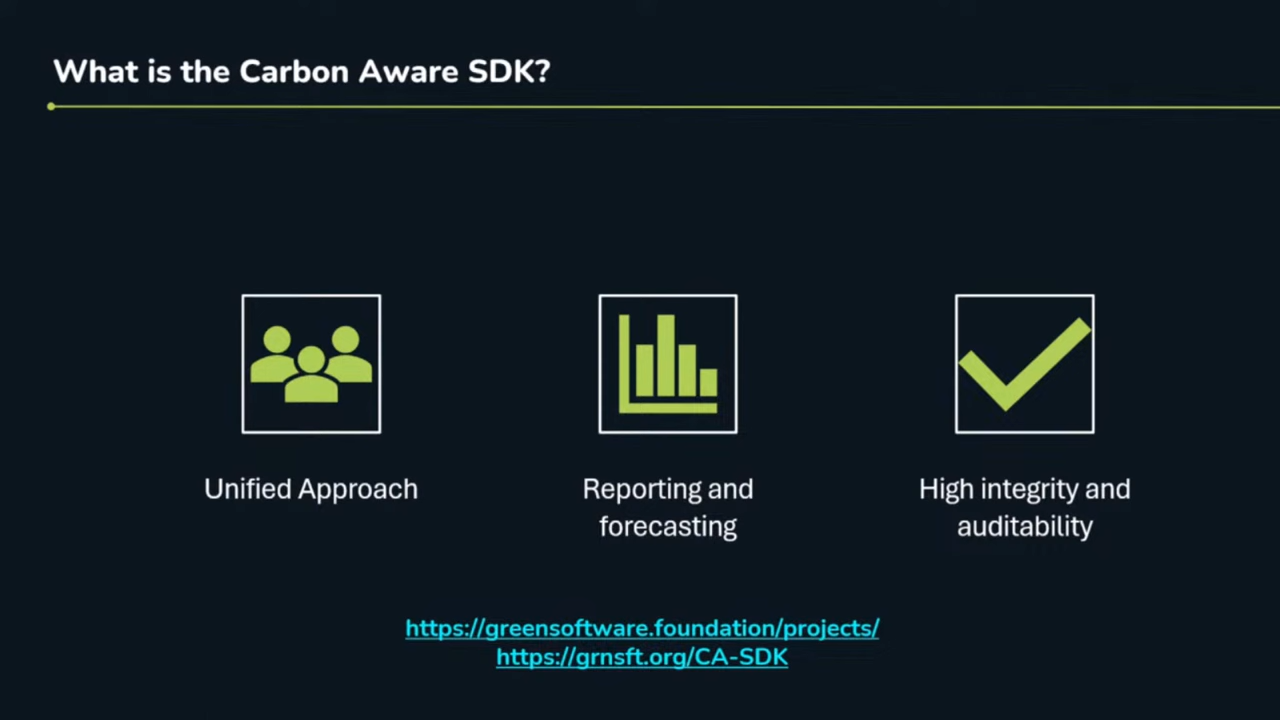 What is the Carbon Aware SDK?
Unified Approach
Reporting and
forecasting
High integrity and
auditability
https://greensoftware.foundation/projects/
https://grnsft.org/CA-SDK